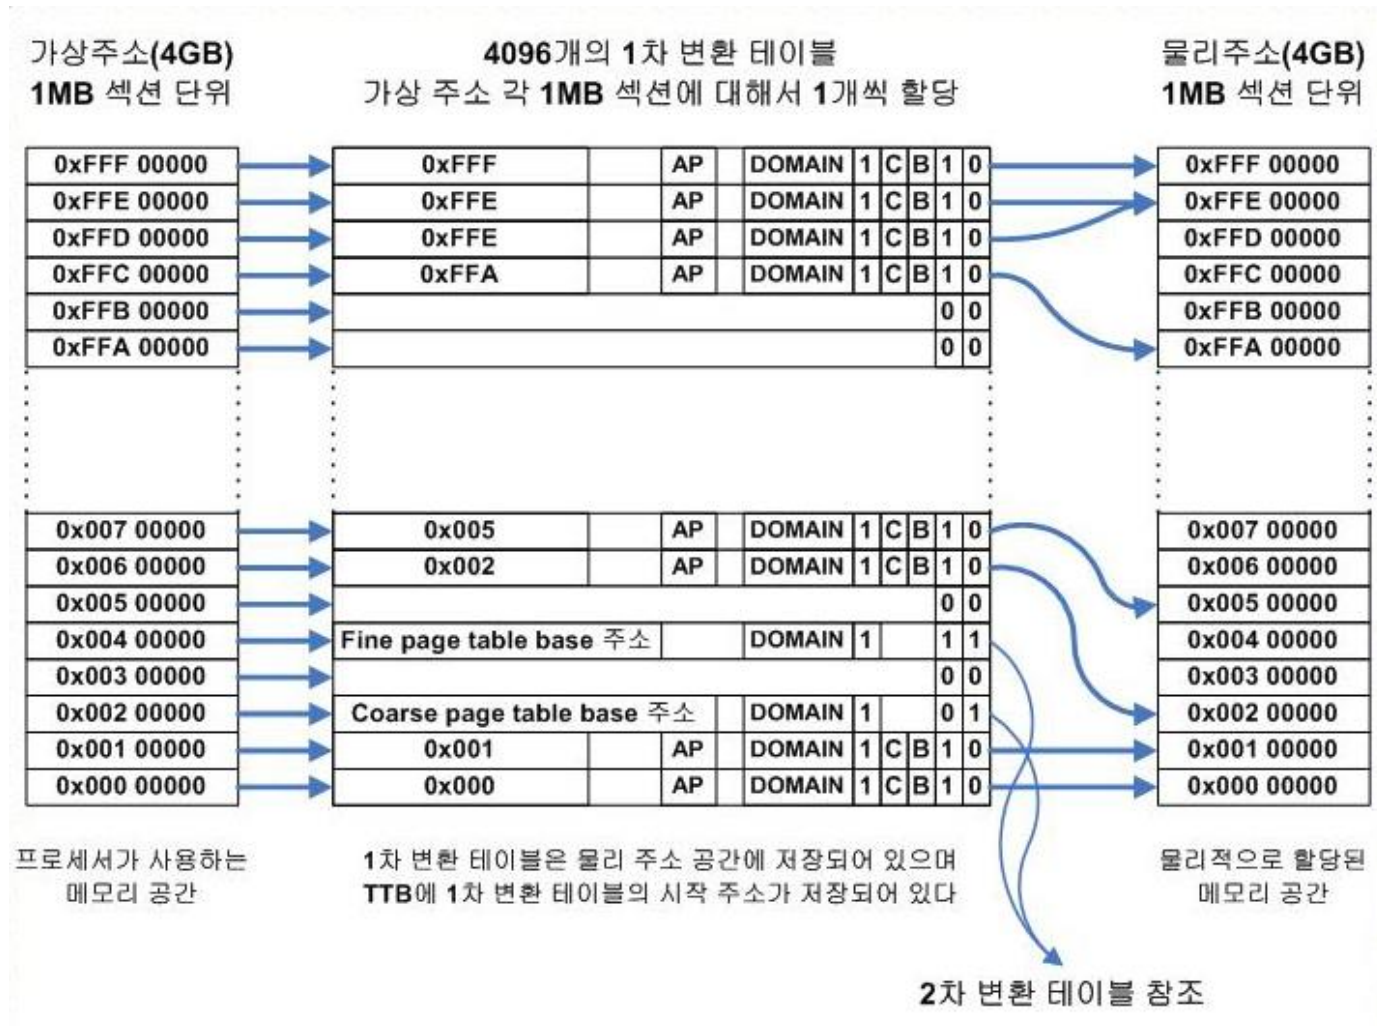 가상주소(4GB)
1MB 섹션 단위
4096개의 1차 변환 테이블
가상 주소 각 1MB 섹션에 대해서 1개씩 할당
물리주소(4GB)
1MB 섹션 단위
0xFFF 00000 0xFFF AP DOMAIN 1 C B 1 0 0xFFF 00000
0xFFE 00000 0xFFE AP DOMAIN 1 C B 1 0 0xFFE 00000
0xFFD 00000 0xFFE AP DOMAIN 1 C B 1 0 0xFFD 00000
0xFFC 00000 0xFFA AP DOMAIN 1 C B 1 0 0xFFC 00000
0xFFB 00000 0 0 0xFFB 00000
0xFFA 00000 0 0 0xFFA 00000
0x007 00000 0x005 AP DOMAIN 1 C B 1 0 0x007 00000
0x006 00000 0x002 AP DOMAIN 1 C B 1 0 0x006 00000
0x005 00000 0 0 0x005 00000
0x004 00000 Fine page table base 주소 DOMAIN 1 1 1 0x004 00000
0x003 00000 0 0 0x003 00000
0x002 00000 Coarse page table base 주소 DOMAIN 1 0 1 0x002 00000
0x001 00000 0x001 AP DOMAIN 1 C B 1 0 0x001 00000
0x000 00000 0x000 AP DOMAIN 1 C B 1 0 0x000 00000
프로세서가 사용하는
메모리 공간
1차 변환 테이블은 물리 주소 공간에 저장되어 있으며
TTB에 1차 변환 테이블의 시작 주소가 저장되어 있다
물리적으로 할당된
메모리 공간
2차 변환 테이블 참조